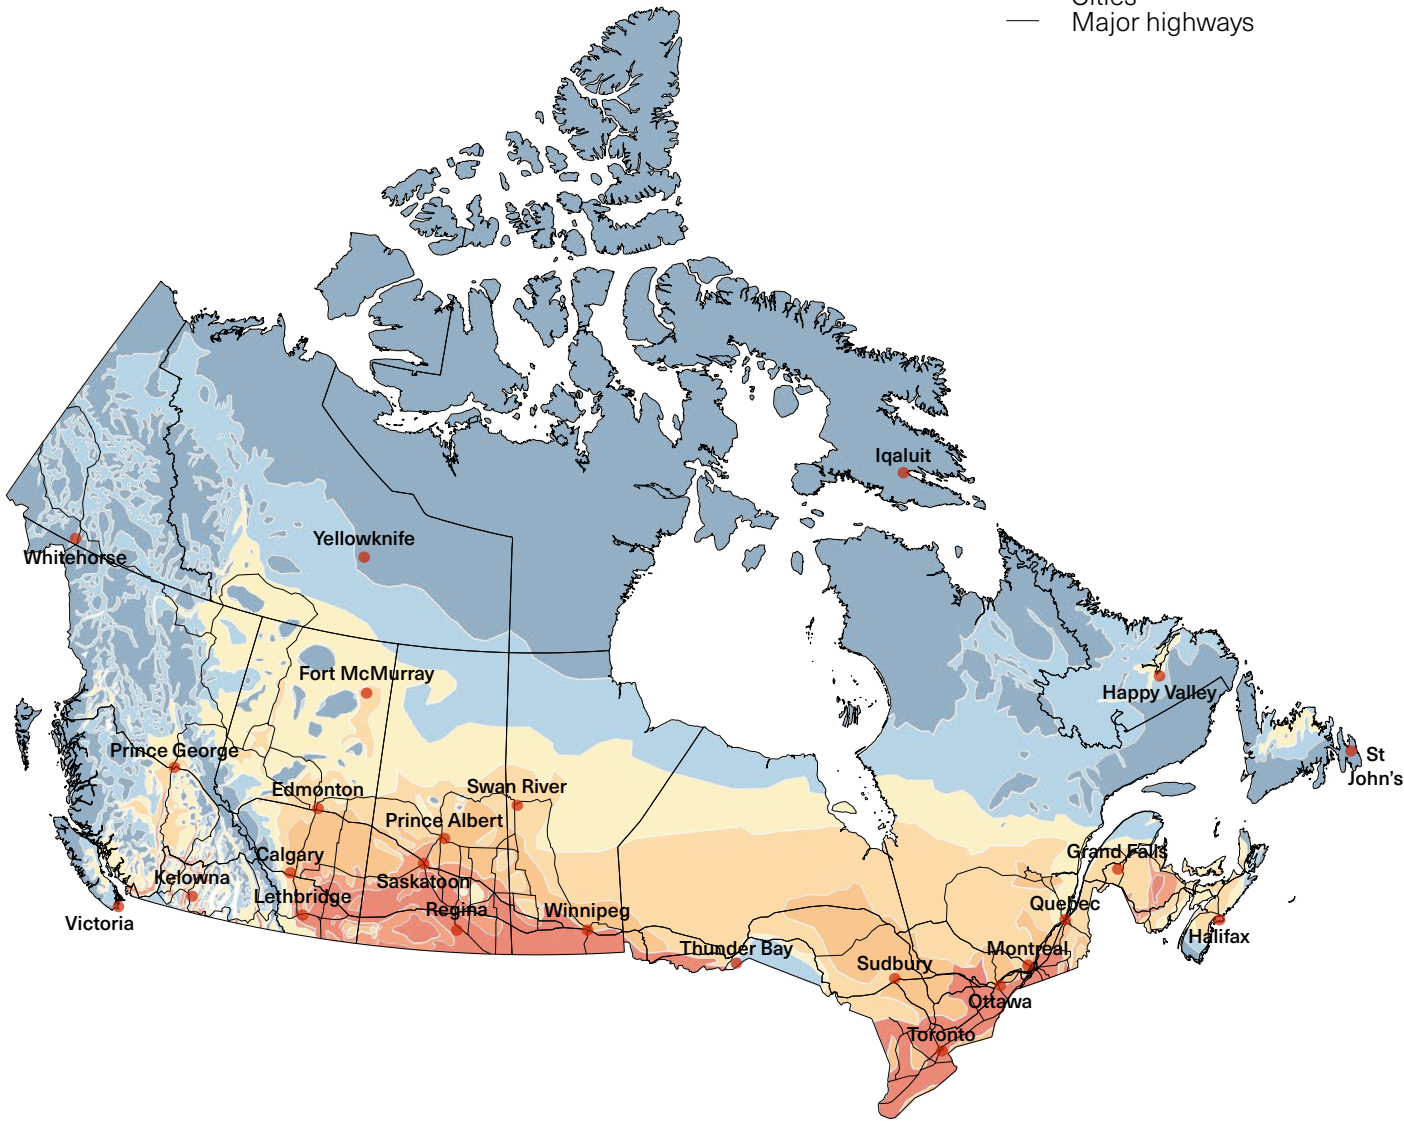 Cities
Major highways
Iqaluit
Yellowknife
Whitehorse
Fort McMurray
Happy Valley
Prince George
St
John's
Edmonton
Swan River
Prince Albert
Calgary
Grand Falls
Kelowna
Saskatoon
Lethbridge
Quebec
Regina
Winnipeg
Victoria
Halifax
Thunder Bay
Montreal
Sudbury
Ottawa
Toronto